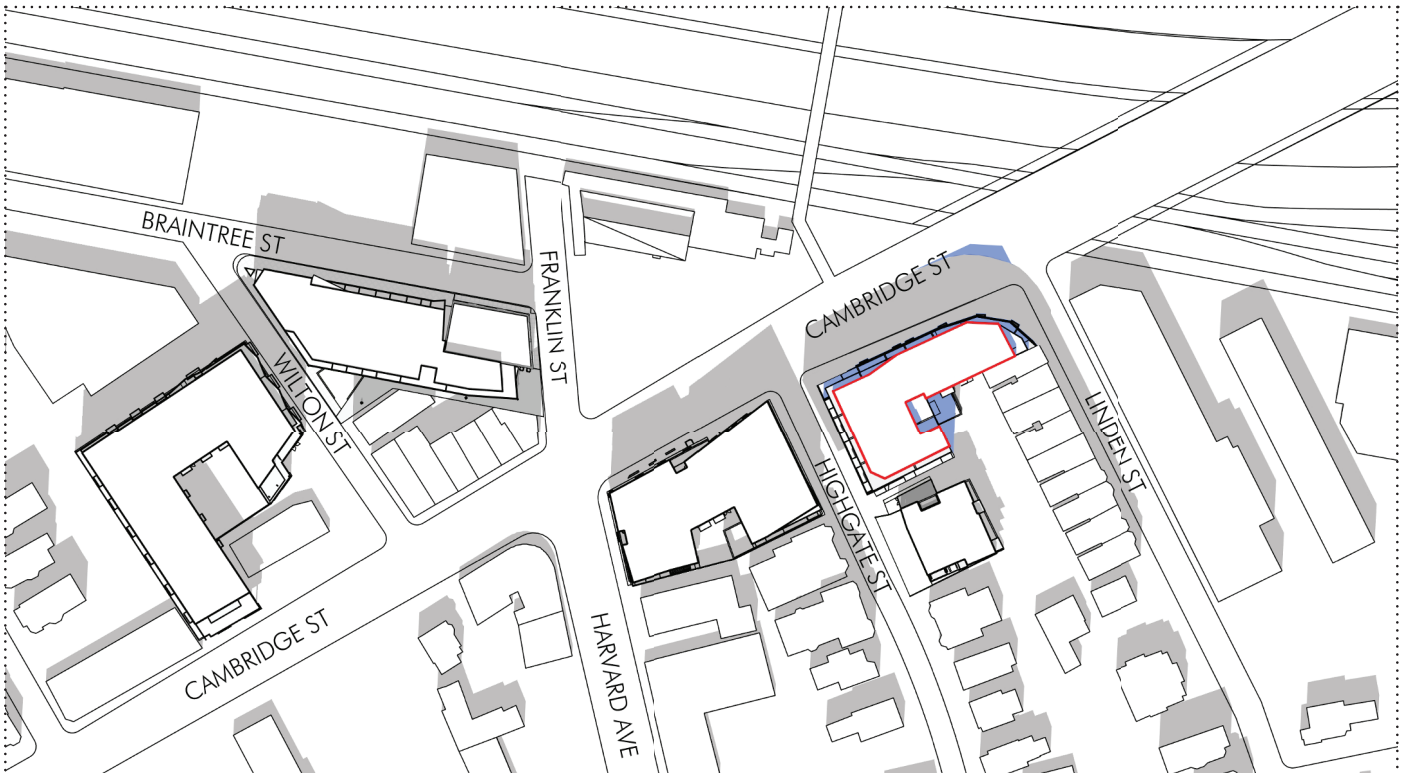 BRAINTREE ST
FRANKLIN ST
CAMBRIDGE ST
WILTON ST
LINDEN ST
HIGHGATE ST
CAMBRIDGE ST
HARVARD AVE